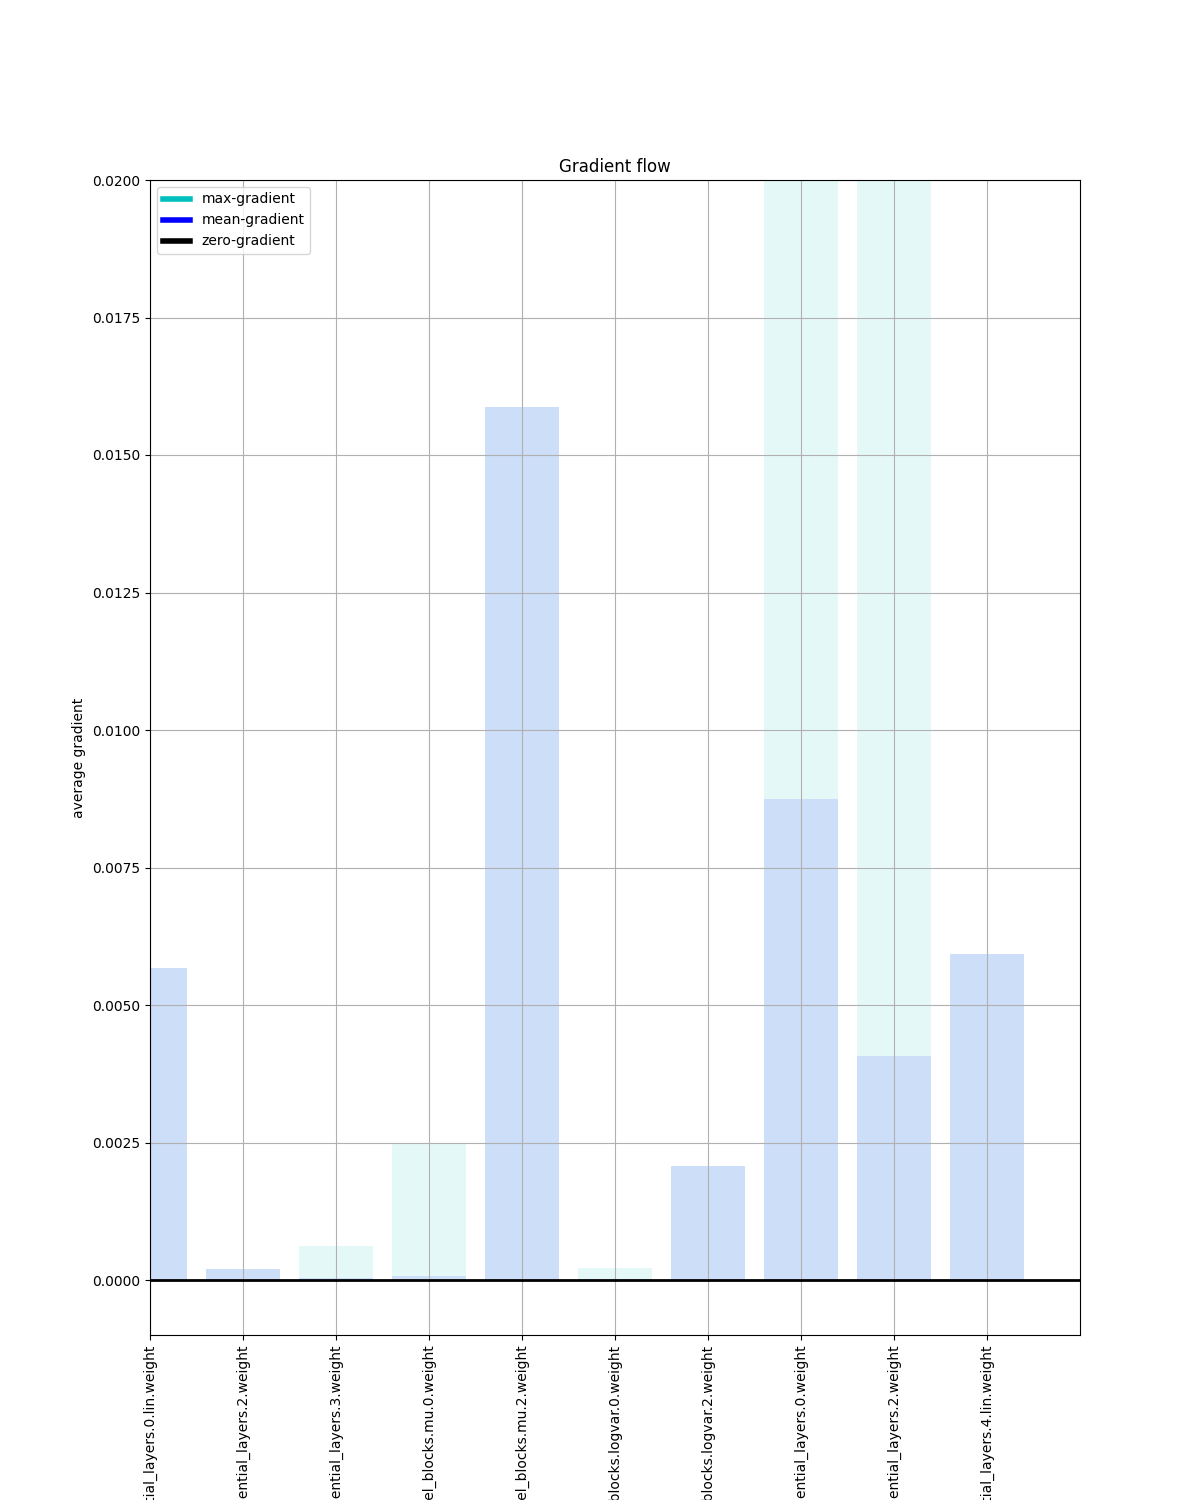 Gradient flow
max-gradient
mean-gradient
zero-gradient
0.0200
0.0175
0.0150
0.0125
0.0100
0.0075
0.0050
0.0025
0.0000
average gradient
tial_layers.0.lin.weight
ential_layers.2.weight
ential_layers.3.weight
el_blocks.mu.0.weight
el_blocks.mu.2.weight
blocks.logvar.0.weight
blocks.logvar.2.weight
ential_layers.0.weight
ential_layers.2.weight
tial_layers.4.lin.weight